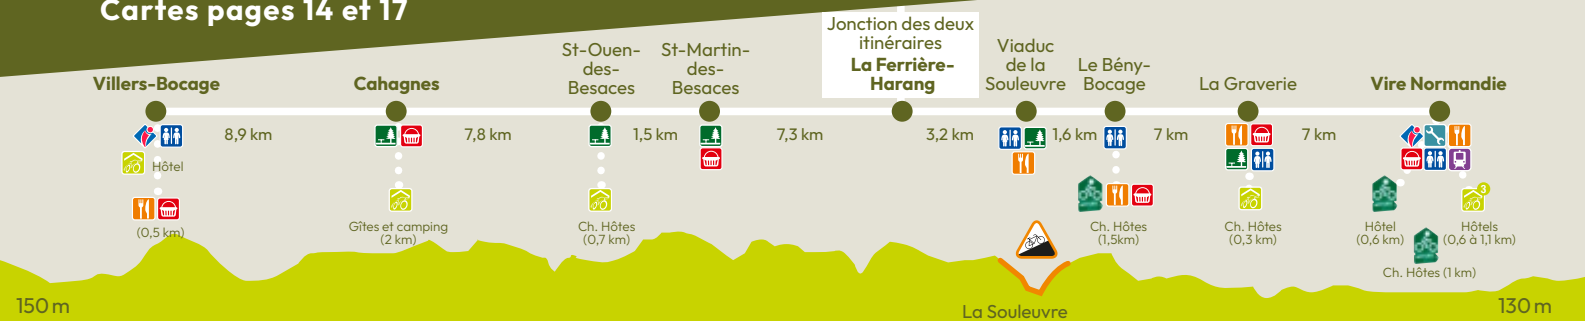 Cartes pages 14 et 17
Jonction des deux
itinéraires
La Ferrière-
Harang
St-Ouen-
des-
Besaces
St-Martin-
des-
Besaces
Viaduc
de la
Souleuvre
Le Bény-
Bocage
Villers-Bocage
Cahagnes
La Graverie
Vire Normandie
8,9 km
7,8 km
1,5 km
7,3 km
3,2 km
1,6 km
7 km
7 km
Hôtel
(0,5 km)
Gîtes et camping
(2 km)
Ch. Hôtes
(0,7 km)
Ch. Hôtes
(1,5km)
Ch. Hôtes
(0,3 km)
Hôtel
(0,6 km)
3
Hôtels
(0,6 à 1,1 km)
Ch. Hôtes (1 km)
150 m
La Souleuvre
130 m